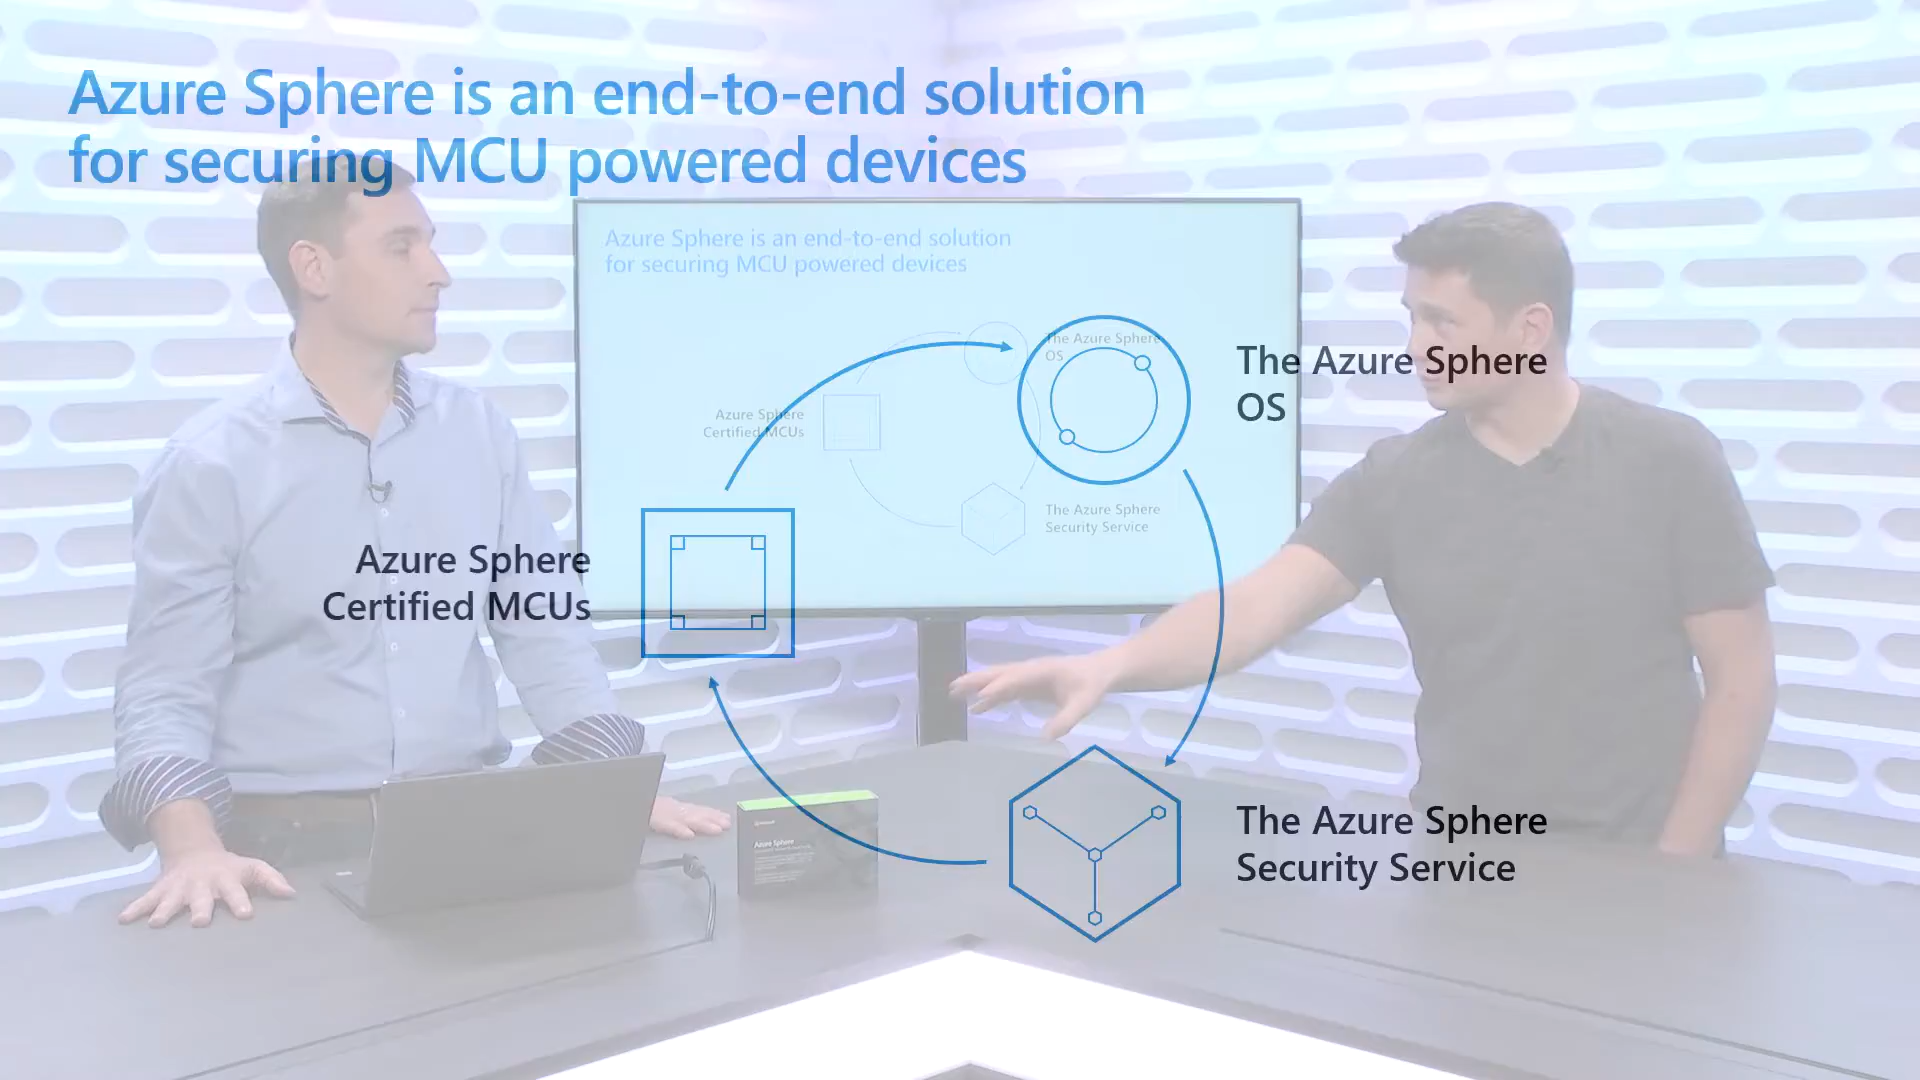 Azure Sphere is an end-to-end solution
for securing MCU powered devices
Azure Sphere is an end-to-end solution
for securing MCU powered devices
The Azure Sphere
OS
Azure Sphere
Certified MCUs
The Azure Sphere
Security Service
The Azure Sphere
OS
Azure Sphere
Certified MCUs
The Azure Sphere
Security Service
Microsoft
Azure Sphere